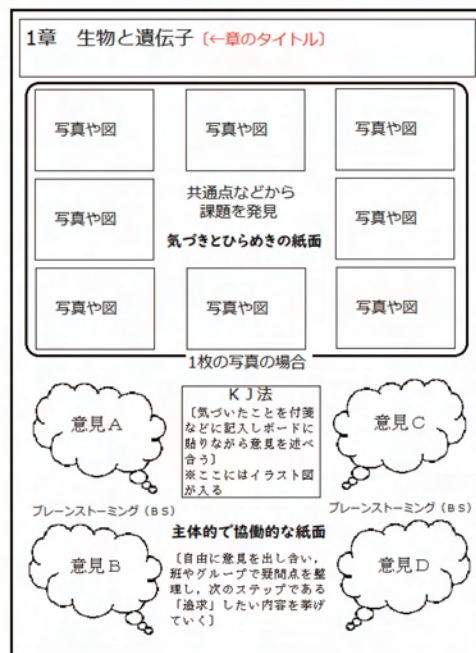 1章　生物と遺伝子〔←章のタイトル〕
写真や図
写真や図
写真や図
写真や図
共通点などから
課題を発見
気づきとひらめきの紙面
写真や図
写真や図
写真や図
写真や図
1枚の写真の場合
意見A
ＫＪ法
〔気づいたことを付箋
などに記入しボードに
貼りながら意見を述べ
合う〕
※ここにはイラスト図
が入る
意見C
ブレーンストーミング（ＢＳ）
ブレーンストーミング（ＢＳ）
意見B
主体的で協働的な紙面
〔自由に意見を出し合い，
班やグループで疑問点を整
理し，次のステップである
「追求」したい内容を挙げ
ていく〕
意見D